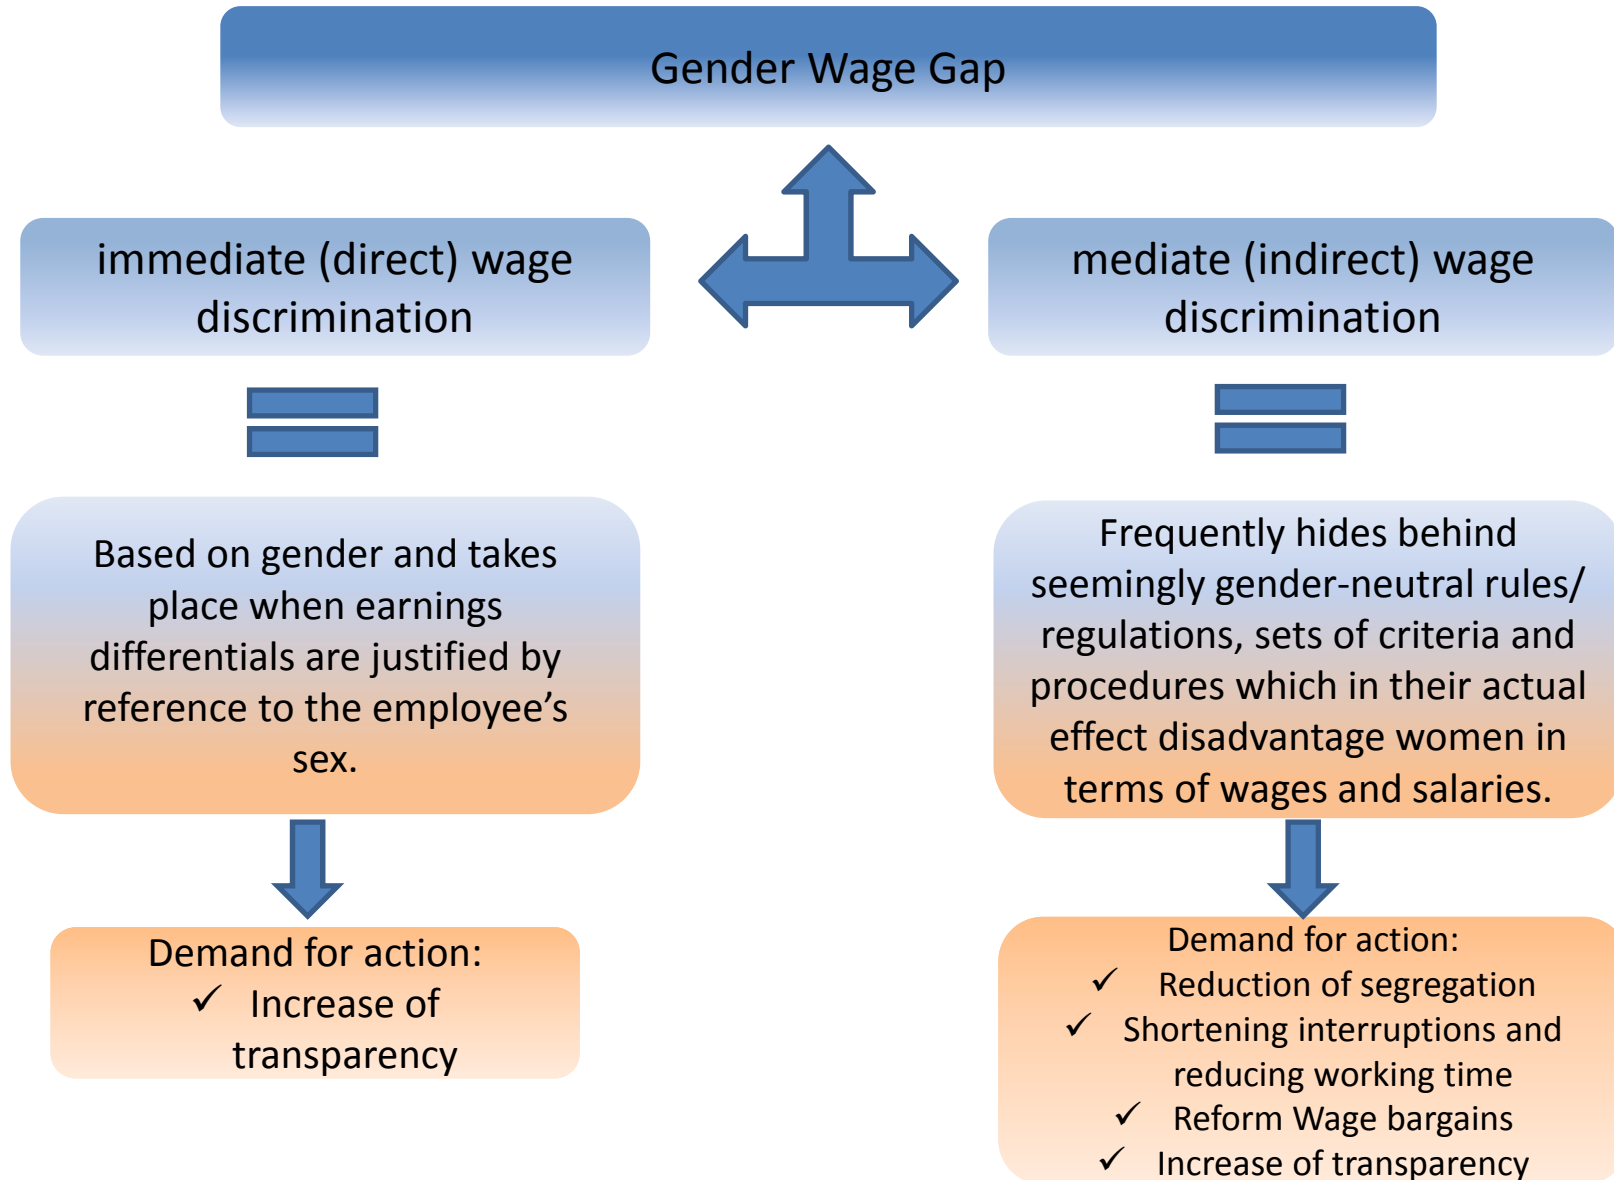 Gender Wage Gap
immediate (direct) wage
discrimination
mediate (indirect) wage
discrimination
Based on gender and takes
place when earnings
differentials are justified by
reference to the employee’s
sex.
Frequently hides behind
seemingly gender-neutral rules/
regulations, sets of criteria and
procedures which in their actual
effect disadvantage women in
terms of wages and salaries.
Demand for action:
✓ Increase of
transparency
Demand for action:
✓ Reduction of segregation
✓ Shortening interruptions and
reducing working time
✓ Reform Wage bargains
✓ Increase of transparency